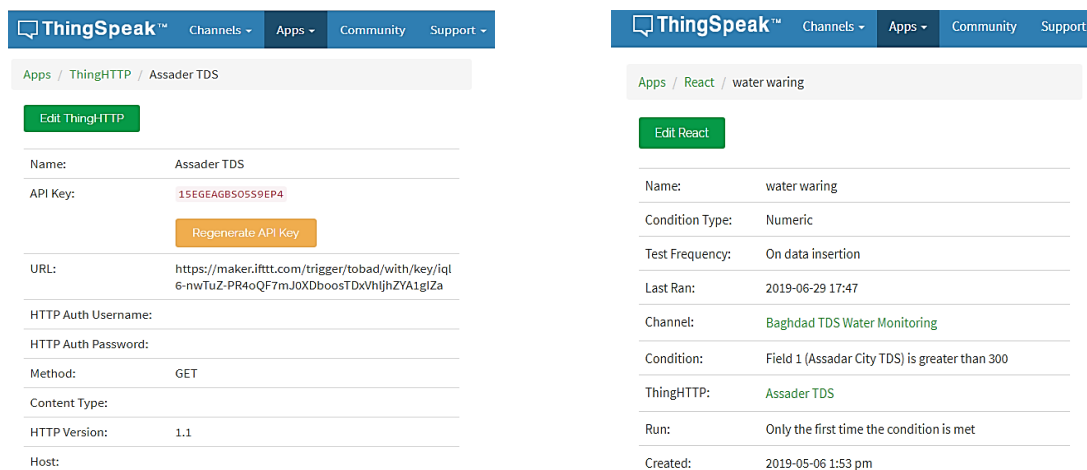 ThingSpeak™ Channels Apps Community Support
Apps / ThingHTTP / Assader TDS
Edit ThingHTTP
Name: Assader TDS
API Key: 15EGEAGBSO5S9EP4
Regenerate API Key
URL: https://maker.ifttt.com/trigger/tobad/with/key/iql
6-nwTuZ-PR4oQF7mJ0XDboosTDxVhljhZYA1gIZa
HTTP Auth Username:
HTTP Auth Password:
Method: GET
Content Type:
HTTP Version: 1.1
Host:
ThingSpeak™ Channels Apps Community Support
Apps / React / water waring
Edit React
Name: water waring
Condition Type: Numeric
Test Frequency: On data insertion
Last Ran: 2019-06-29 17:47
Channel: Baghdad TDS Water Monitoring
Condition: Field 1 (Assadar City TDS) is greater than 300
ThingHTTP: Assader TDS
Run: Only the first time the condition is met
Created: 2019-05-06 1:53 pm